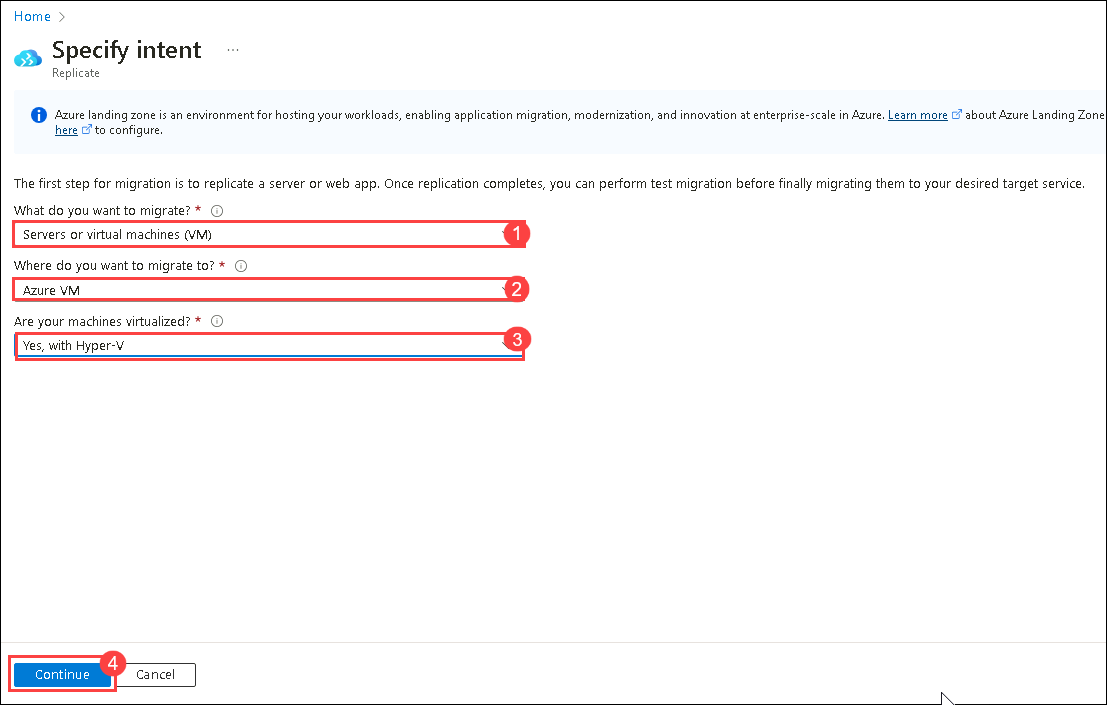 Home
Specify intent ...
Replicate
Azure landing zone is an environment for hosting your workloads, enabling application migration, modernization, and innovation at enterprise-scale in Azure. Learn more about Azure Landing Zone
here to configure.
The first step for migration is to replicate a server or web app. Once replication completes, you can perform test migration before finally migrating them to your desired target service.
What do you want to migrate? *
Servers or virtual machines (VM) 1
Where do you want to migrate to? *
Azure VM 2
Are your machines virtualized? *
Yes, with Hyper-V 3
Continue 4 Cancel